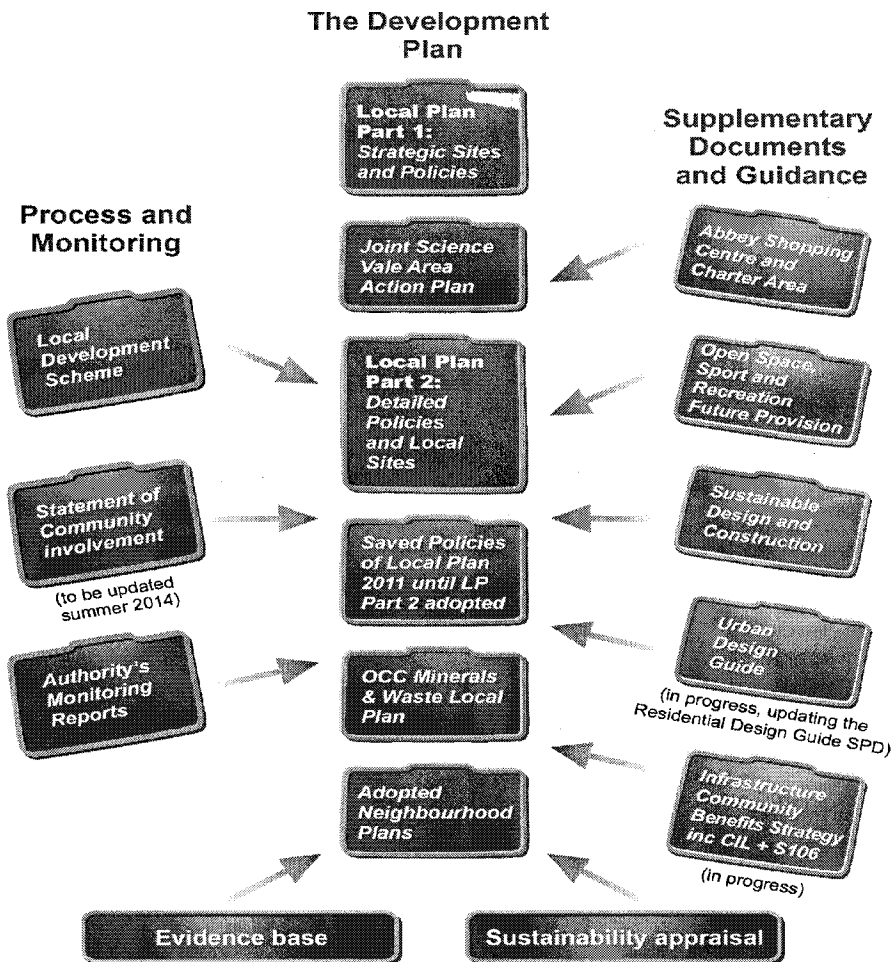 The Development
Plan
Local Plan
Part 1:
Strategic Sites
and Policies
Joint Science
Vale Area
Action Plan
Local Plan
Part 2:
Detailed
Policies
and Local
Sites
Saved Policies
of Local Plan
2011 until LP
Part 2 adopted
OCC Minerals
& Waste Local
Plan
Adopted
Neighbourhood
Plans
Process and
Monitoring
Local
Development
Scheme
Statement of
Community
involvement
(to be updated
summer 2014)
Authority's
Monitoring
Reports
Supplementary
Documents
and Guidance
Abbey Shopping
Centre and
Charter Area
Open Space,
Sport and
Recreation
Future Provision
Sustainable
Design and
Construction
Urban
Design
Guide
(in progress, updating the
Residential Design Guide SPD)
Infrastructure
Community
Benefits Strategy
inc CIL + S106
(in progress)
Evidence base
Sustainability appraisal